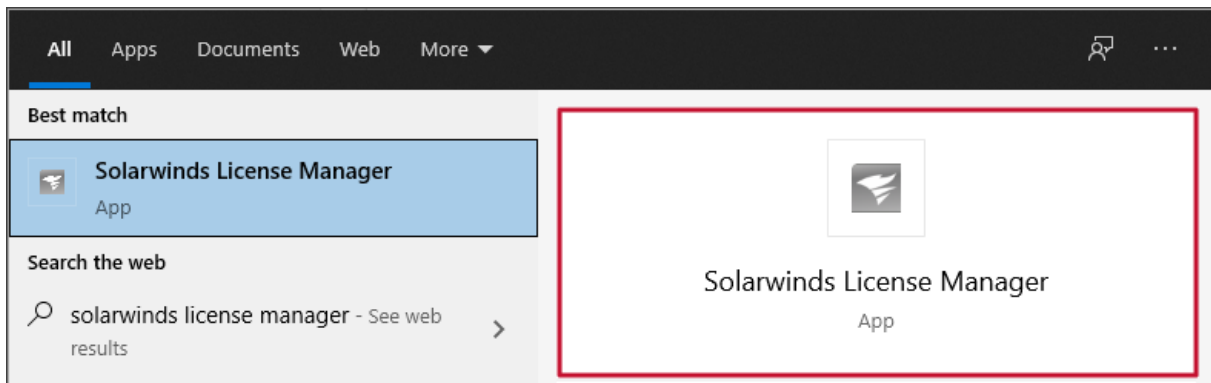 All Apps Documents Web More
Best match
Solarwinds License Manager
App
Search the web
solarwinds license manager - See web
results
Solarwinds License Manager
App